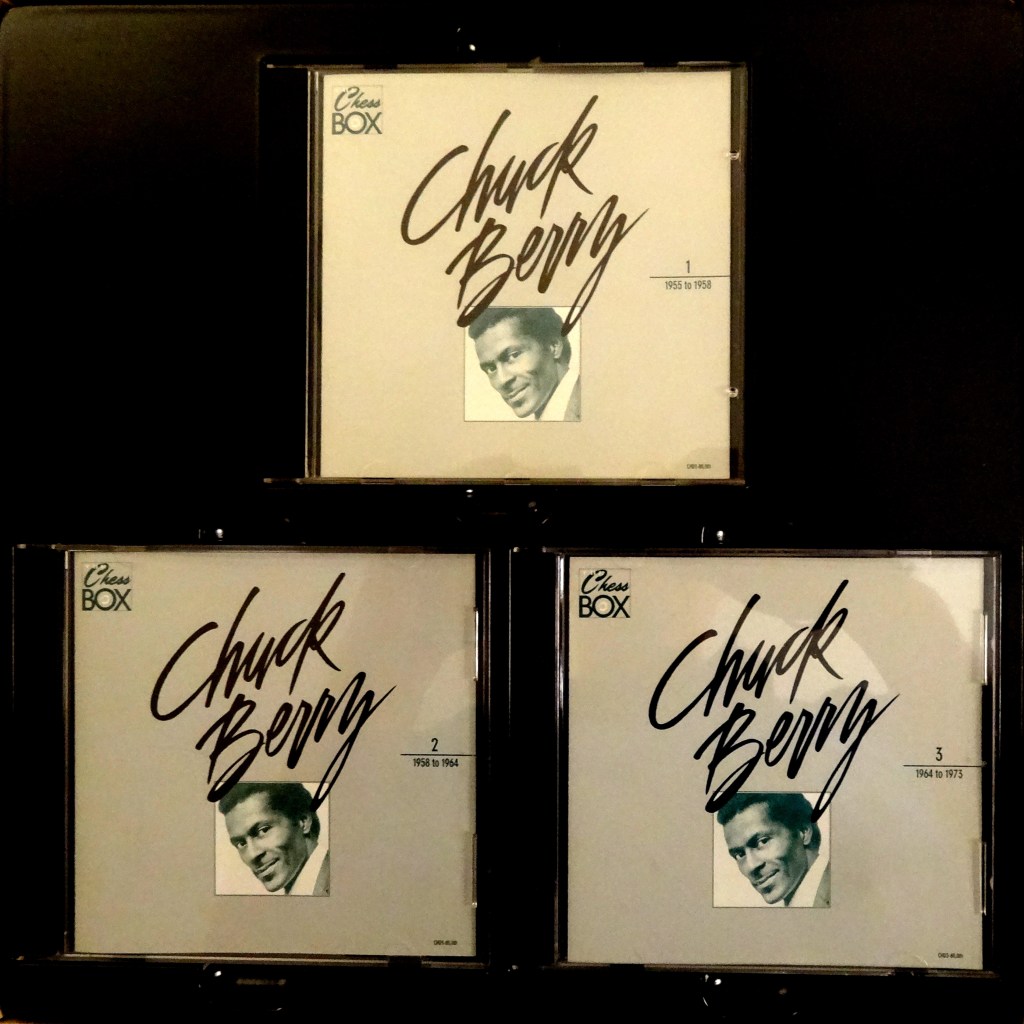 Chess
BOX
Chuck
Berry
1
1955 to 1958
Chess
BOX
Chuck
Berry
2
1958 to 1964
Chess
BOX
Chuck
Berry
3
1964 to 1973